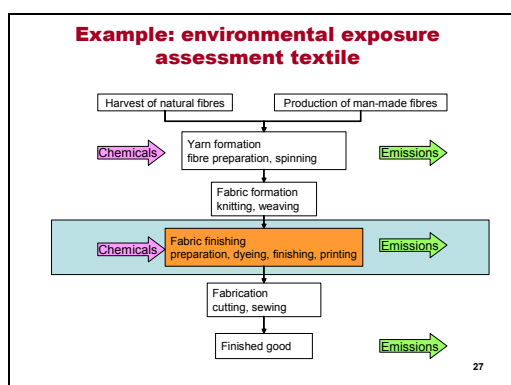 Example: environmental exposure
assessment textile
Harvest of natural fibres
Production of man-made fibres
Chemicals
Yarn formation
fibre preparation, spinning
Emissions
Fabric formation
knitting, weaving
Chemicals
Fabric finishing
preparation, dyeing, finishing, printing
Emissions
Fabrication
cutting, sewing
Finished good
Emissions
27